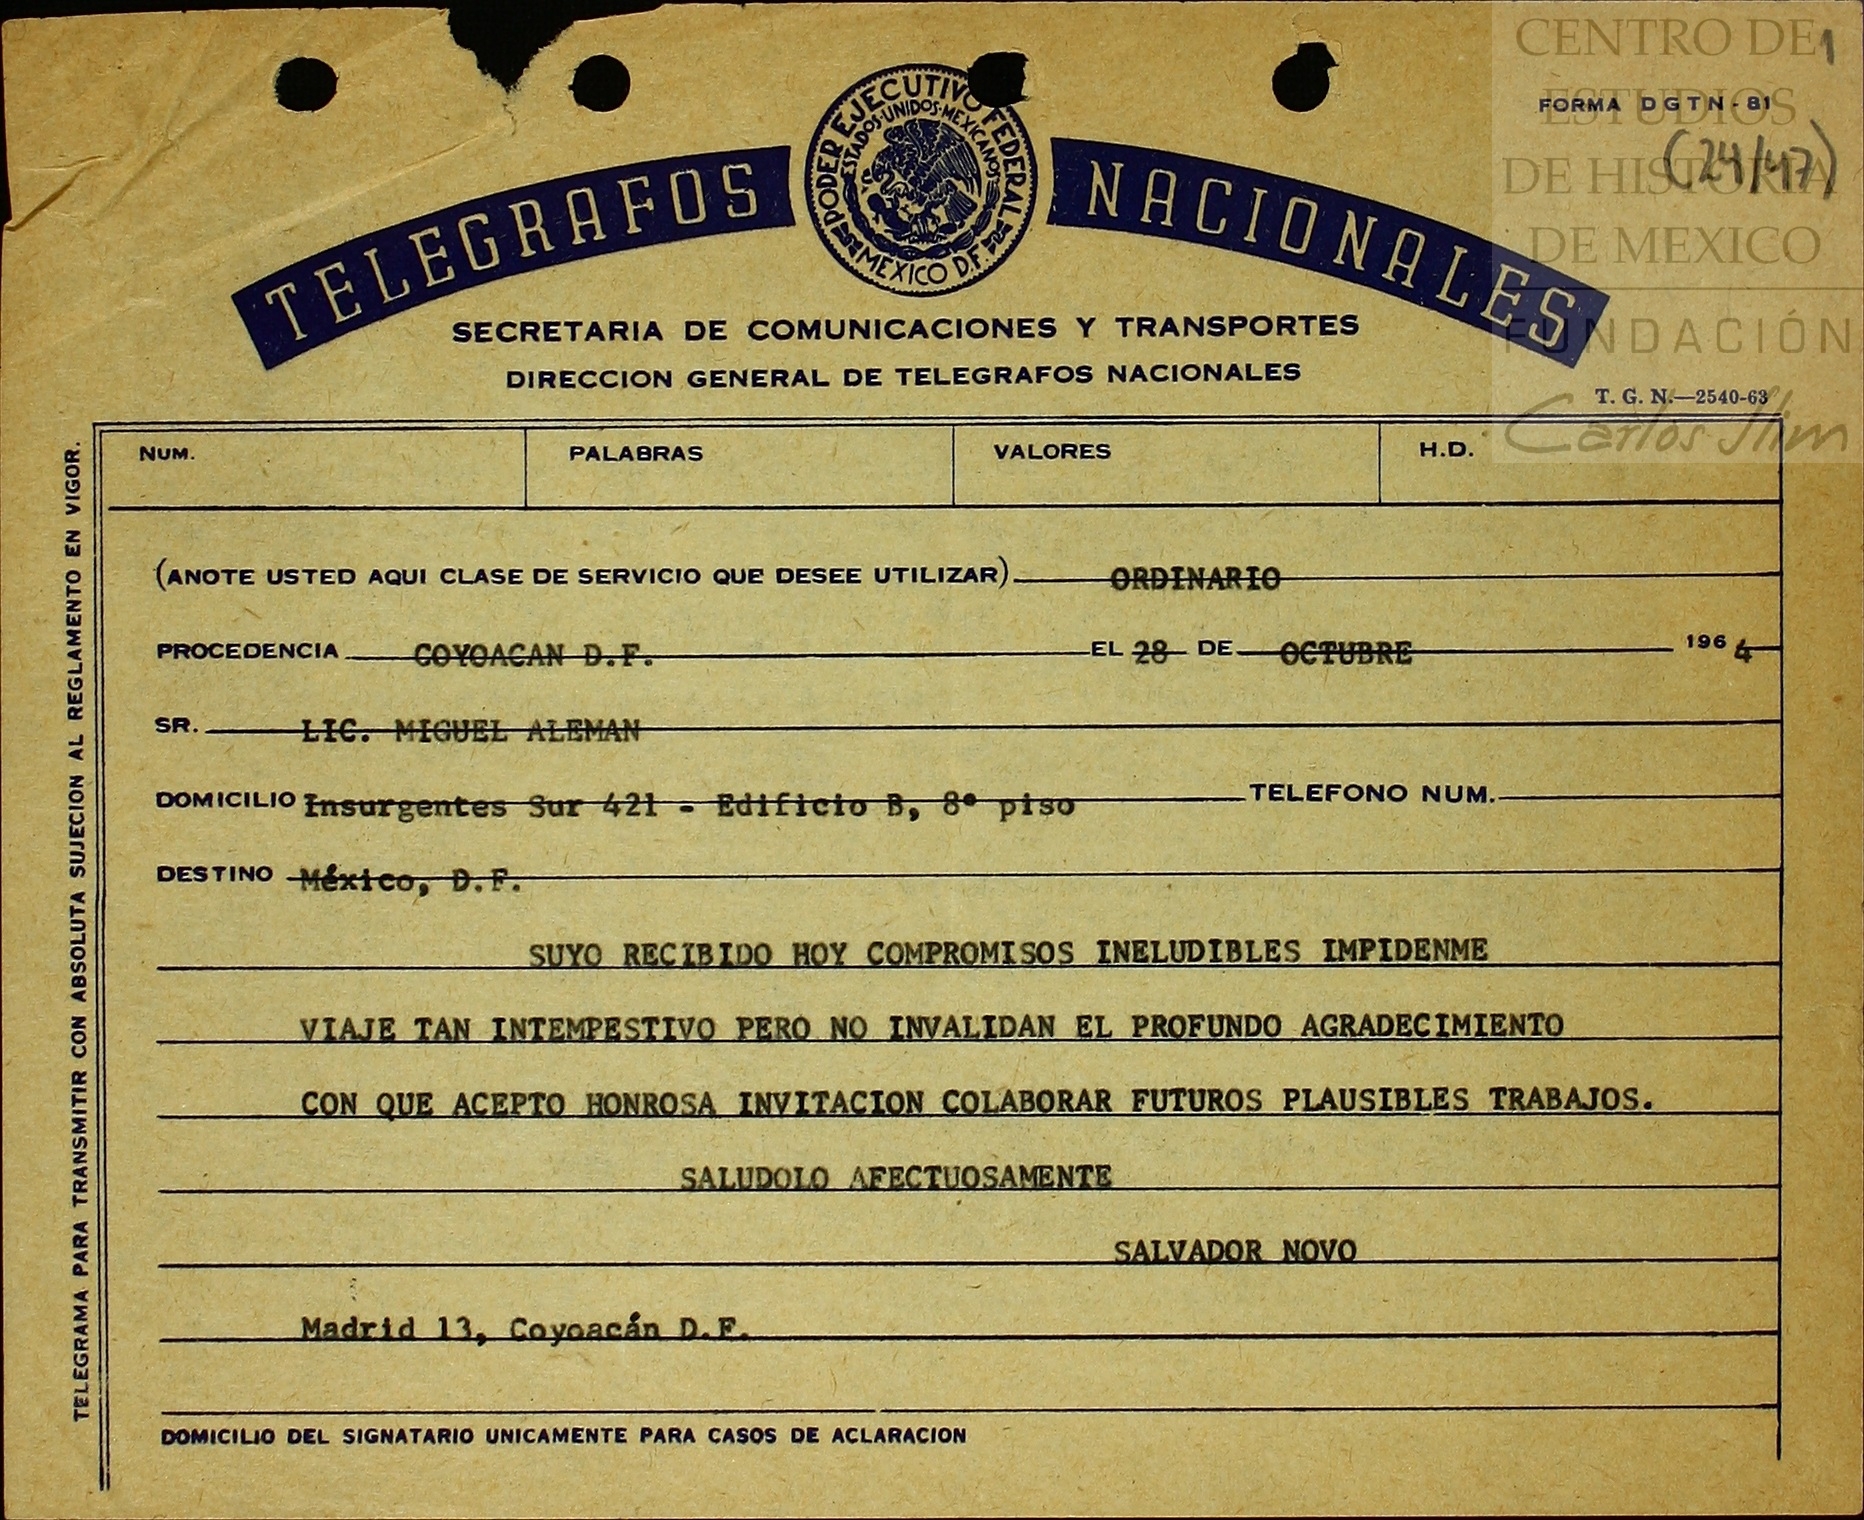 CENTRO DE
ESTUDIOS
DE HISTORIA
DE MEXICO
FUNDACIÓN
Carlos Slim
1
FORMA DGTN-81
(24/47)
TELEGRAFOS NACIONALES
PODER EJECUTIVO FEDERAL
ESTADOS UNIDOS MEXICANOS
MEXICO D.F.
SECRETARIA DE COMUNICACIONES Y TRANSPORTES
DIRECCION GENERAL DE TELEGRAFOS NACIONALES
T. G. N.—2540-63
NUM. PALABRAS VALORES H.D.
(ANOTE USTED AQUI CLASE DE SERVICIO QUE DESEE UTILIZAR) ORDINARIO
PROCEDENCIA COYOACAN D.F. EL 28 DE OCTUBRE 1964
SR. LIC. MIGUEL ALEMAN
DOMICILIO Insurgentes Sur 421 - Edificio B, 8° piso TELEFONO NUM.
DESTINO México, D.F.
SUYO RECIBIDO HOY COMPROMISOS INELUDIBLES IMPIDENME
VIAJE TAN INTEMPESTIVO PERO NO INVALIDAN EL PROFUNDO AGRADECIMIENTO
CON QUE ACEPTO HONROSA INVITACION COLABORAR FUTUROS PLAUSIBLES TRABAJOS.
SALUDOLO AFECTUOSAMENTE
SALVADOR NOVO
Madrid 13, Coyoacán D.F.
DOMICILIO DEL SIGNATARIO UNICAMENTE PARA CASOS DE ACLARACION
TELEGRAMA PARA TRANSMITIR CON ABSOLUTA SUJECION AL REGLAMENTO EN VIGOR.